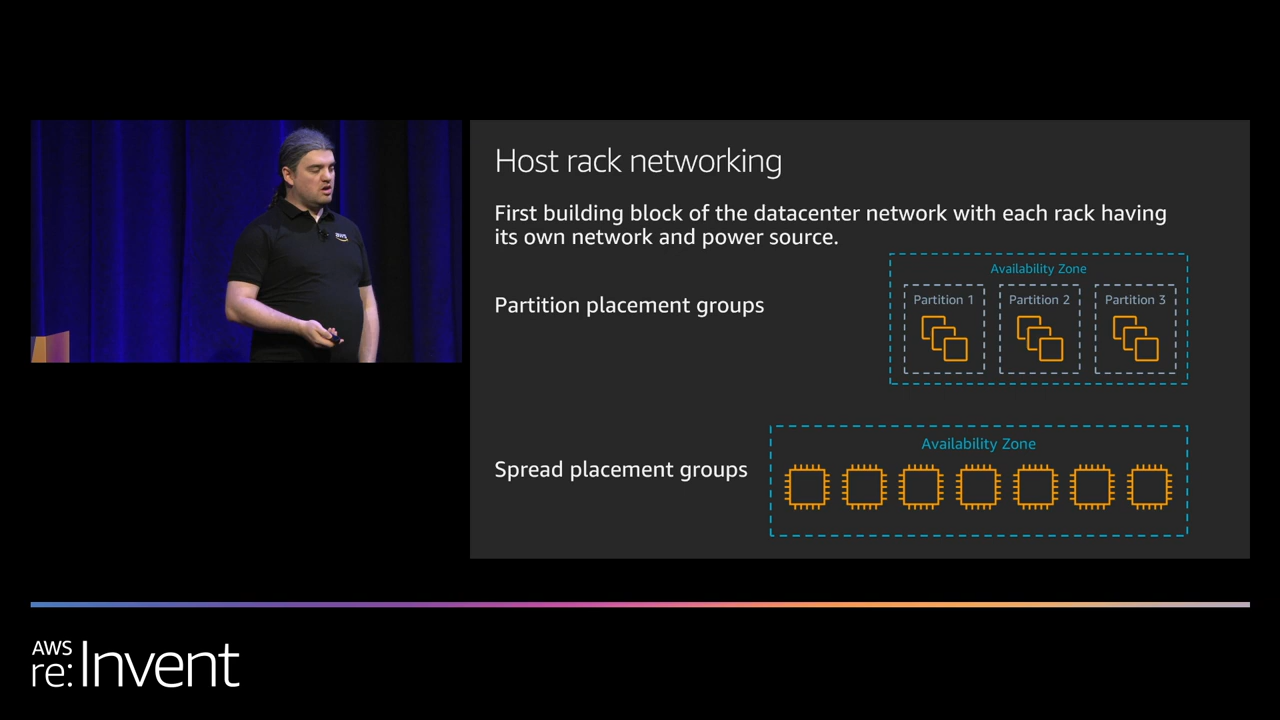 aws
Host rack networking
First building block of the datacenter network with each rack having
its own network and power source.
Partition placement groups
Availability Zone
Partition 1
Partition 2
Partition 3
Spread placement groups
Availability Zone
AWS
re:Invent